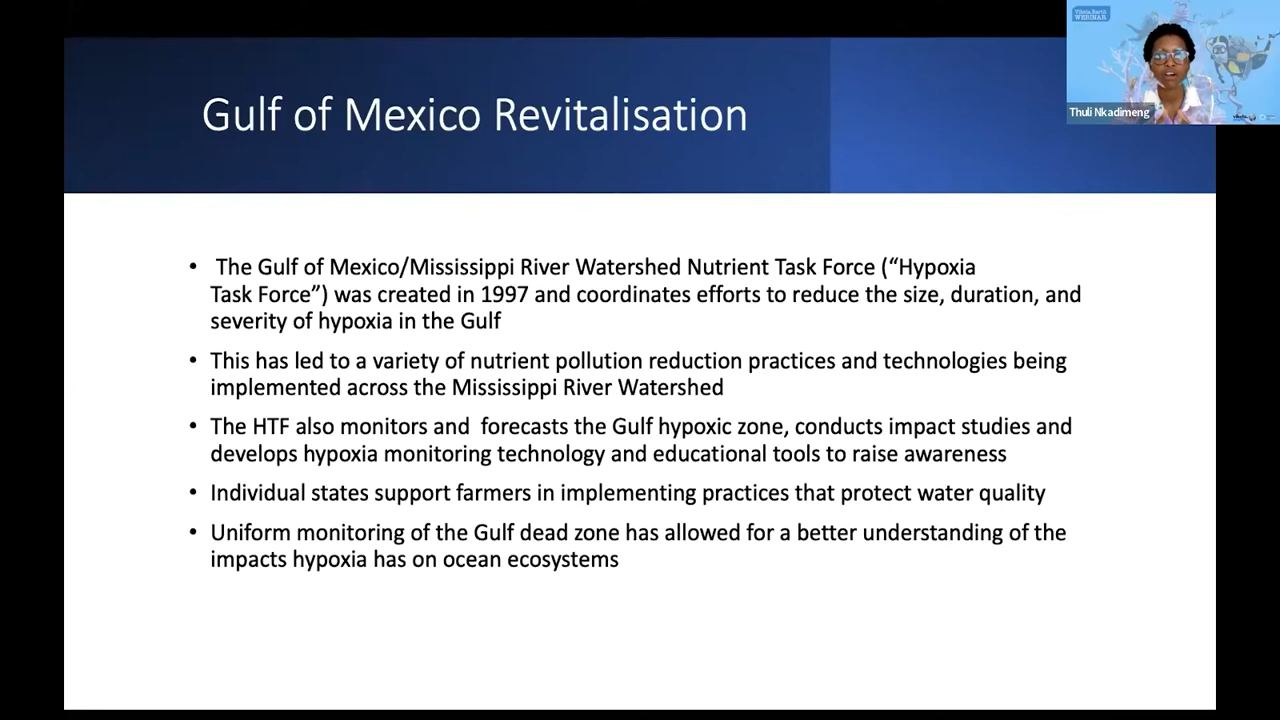 Vikela.Earth
WEBINAR
Thuli Nkadimeng
Gulf of Mexico Revitalisation
• The Gulf of Mexico/Mississippi River Watershed Nutrient Task Force (“Hypoxia
Task Force”) was created in 1997 and coordinates efforts to reduce the size, duration, and
severity of hypoxia in the Gulf
• This has led to a variety of nutrient pollution reduction practices and technologies being
implemented across the Mississippi River Watershed
• The HTF also monitors and  forecasts the Gulf hypoxic zone, conducts impact studies and
develops hypoxia monitoring technology and educational tools to raise awareness
• Individual states support farmers in implementing practices that protect water quality
• Uniform monitoring of the Gulf dead zone has allowed for a better understanding of the
impacts hypoxia has on ocean ecosystems